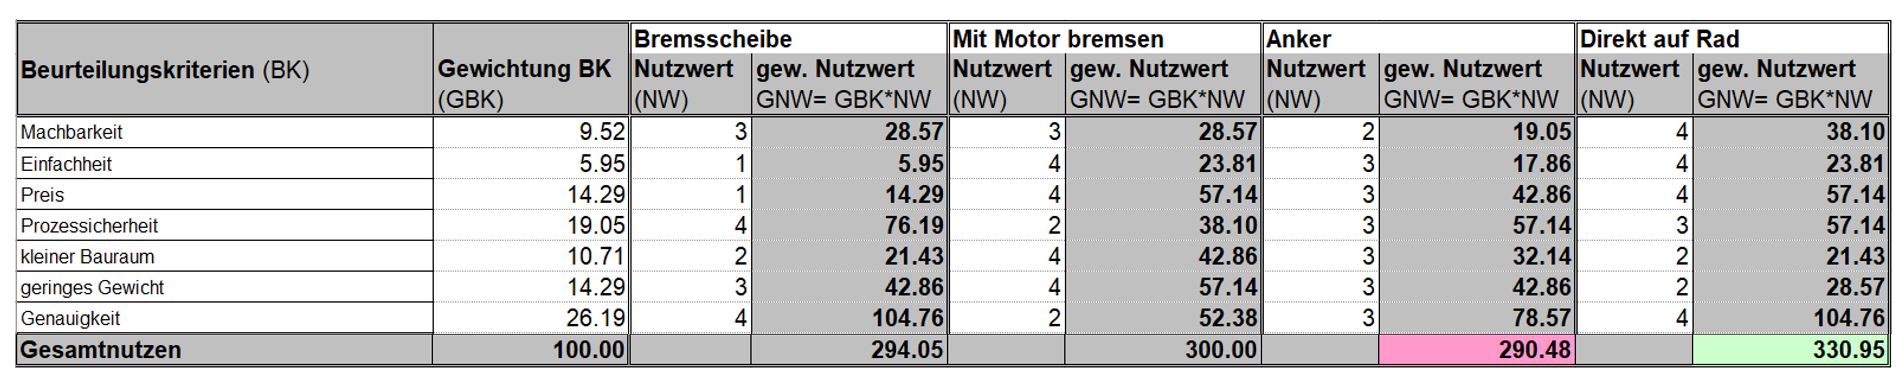 Bremsscheibe Mit Motor bremsen Anker Direkt auf Rad
Beurteilungskriterien (BK) Gewichtung BK Nutzwert gew. Nutzwert Nutzwert gew. Nutzwert Nutzwert gew. Nutzwert Nutzwert gew. Nutzwert
(GBK) (NW) GNW= GBK*NW (NW) GNW= GBK*NW (NW) GNW= GBK*NW (NW) GNW= GBK*NW
Machbarkeit 9.52 3 28.57 3 28.57 2 19.05 4 38.10
Einfachheit 5.95 1 5.95 4 23.81 3 17.86 4 23.81
Preis 14.29 1 14.29 4 57.14 3 42.86 4 57.14
Prozessicherheit 19.05 4 76.19 2 38.10 3 57.14 3 57.14
kleiner Bauraum 10.71 2 21.43 4 42.86 3 32.14 2 21.43
geringes Gewicht 14.29 3 42.86 4 57.14 3 42.86 2 28.57
Genauigkeit 26.19 4 104.76 2 52.38 3 78.57 4 104.76
Gesamtnutzen 100.00 294.05 300.00 290.48 330.95